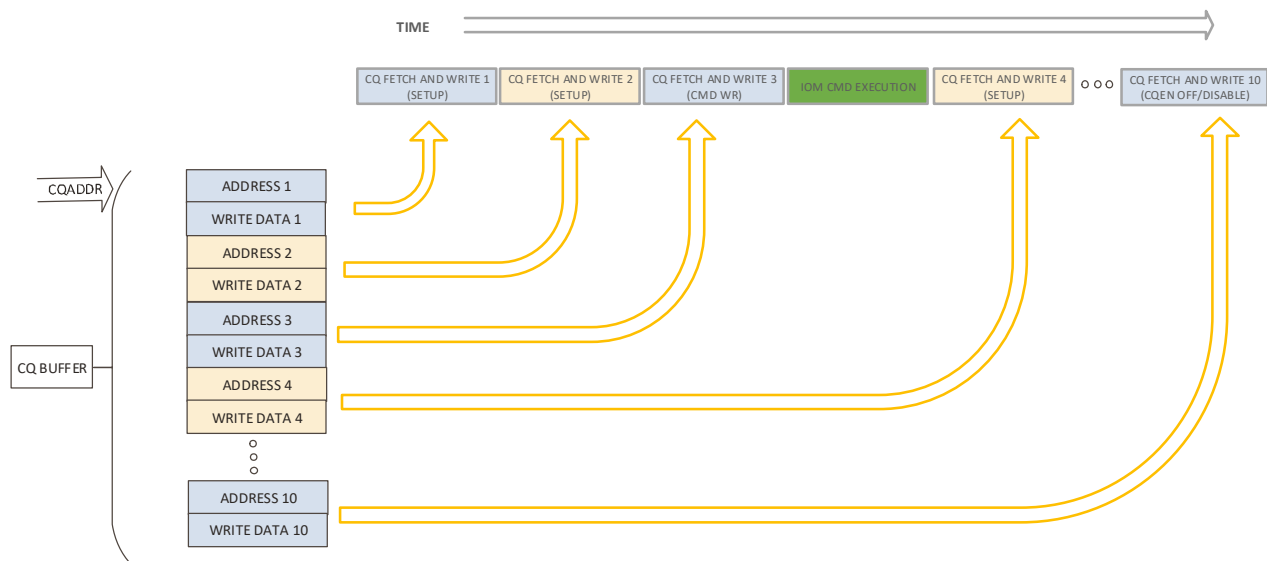 TIME
CQ FETCH AND WRITE 1
(SETUP)
CQ FETCH AND WRITE 2
(SETUP)
CQ FETCH AND WRITE 3
(CMD WR)
IOM CMD EXECUTION
CQ FETCH AND WRITE 4
(SETUP)
CQ FETCH AND WRITE 10
(CQEN OFF/DISABLE)
CQADDR
ADDRESS 1
WRITE DATA 1
ADDRESS 2
WRITE DATA 2
ADDRESS 3
WRITE DATA 3
CQ BUFFER
ADDRESS 4
WRITE DATA 4
ADDRESS 10
WRITE DATA 10